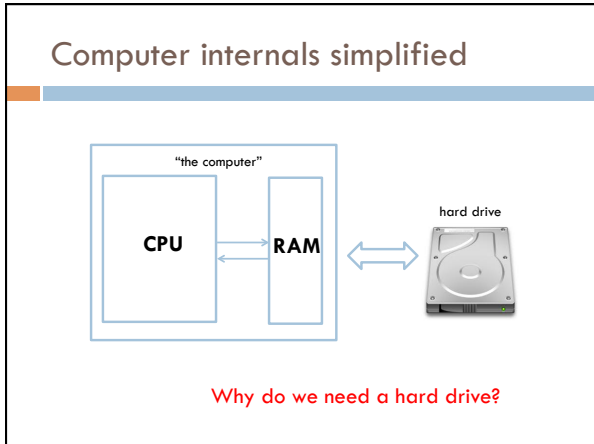 Computer internals simplified
“the computer”
CPU
RAM
hard drive
Why do we need a hard drive?